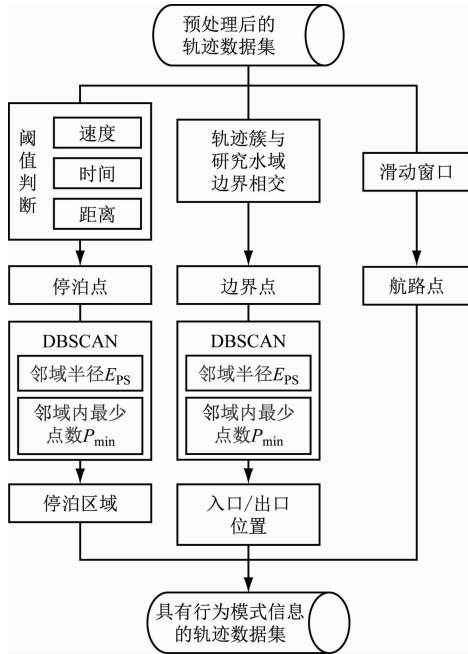 预处理后的
轨迹数据集
阈值判断
速度
时间
距离
轨迹簇与
研究水域
边界相交
滑动窗口
停泊点
边界点
航路点
DBSCAN
邻域半径E_PS
邻域内最少
点数P_min
DBSCAN
邻域半径E_PS
邻域内最少
点数P_min
停泊区域
入口/出口
位置
具有行为模式信息
的轨迹数据集